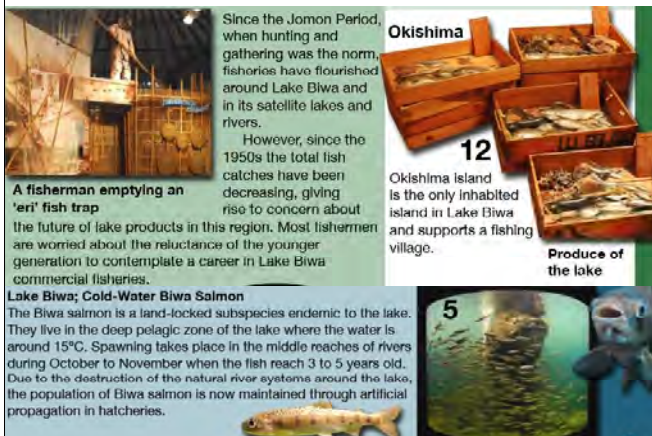 Since the Jomon Period,
when hunting and
gathering was the norm,
fisheries have flourished
around Lake Biwa and
in its satellite lakes and
rivers.
However, since the
1950s the total fish
catches have been
decreasing, giving
rise to concern about
the future of lake products in this region. Most fishermen
are worried about the reluctance of the younger
generation to contemplate a career in Lake Biwa
commercial fisheries.
A fisherman emptying an
'eri' fish trap
Okishima
12
Okishima island
is the only inhabited
island in Lake Biwa
and supports a fishing
village.
Produce of
the lake
Lake Biwa; Cold-Water Biwa Salmon
The Biwa salmon is a land-locked subspecies endemic to the lake.
They live in the deep pelagic zone of the lake where the water is
around 15°C. Spawning takes place in the middle reaches of rivers
during October to November when the fish reach 3 to 5 years old.
Due to the destruction of the natural river systems around the lake,
the population of Biwa salmon is now maintained through artificial
propagation in hatcheries.
5